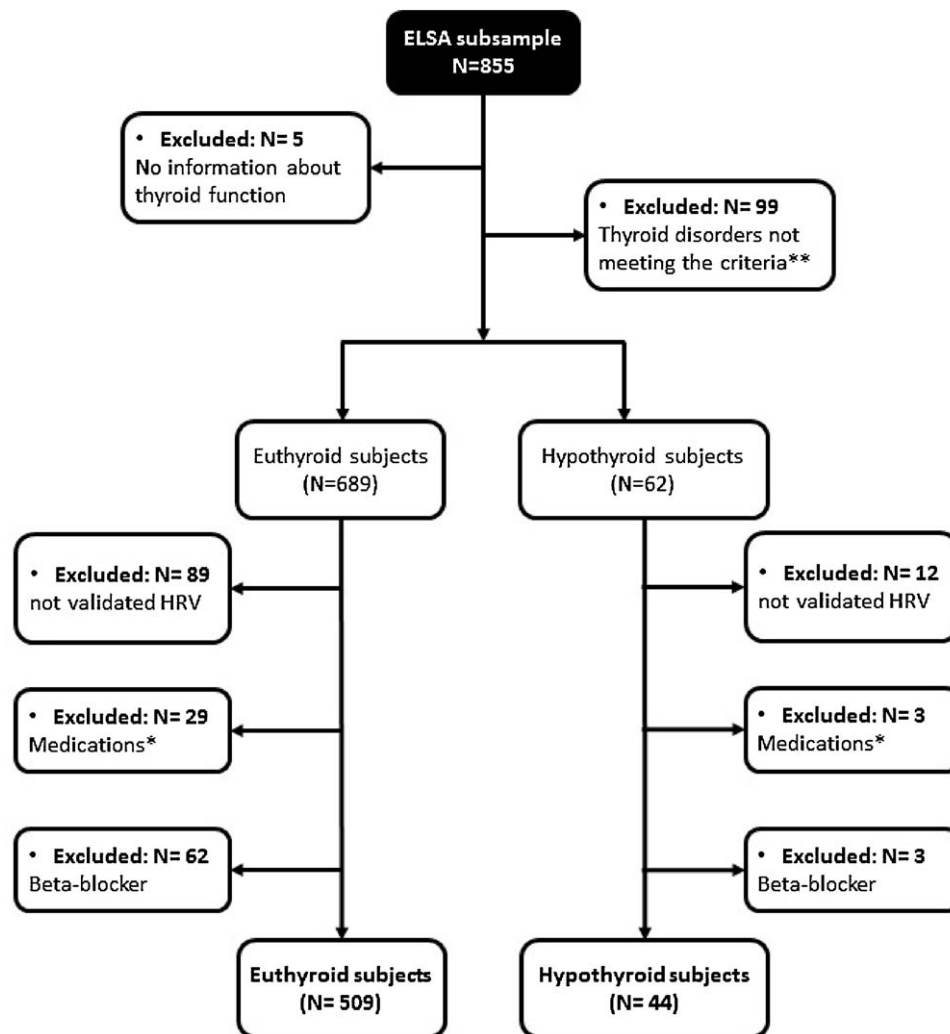 ELSA subsample
N=855
• Excluded: N= 5
No information about
thyroid function
• Excluded: N= 99
Thyroid disorders not
meeting the criteria**
Euthyroid subjects
(N=689)
Hypothyroid subjects
(N=62)
• Excluded: N= 89
not validated HRV
• Excluded: N= 12
not validated HRV
• Excluded: N= 29
Medications*
• Excluded: N= 3
Medications*
• Excluded: N= 62
Beta-blocker
• Excluded: N= 3
Beta-blocker
Euthyroid subjects
(N= 509)
Hypothyroid subjects
(N= 44)